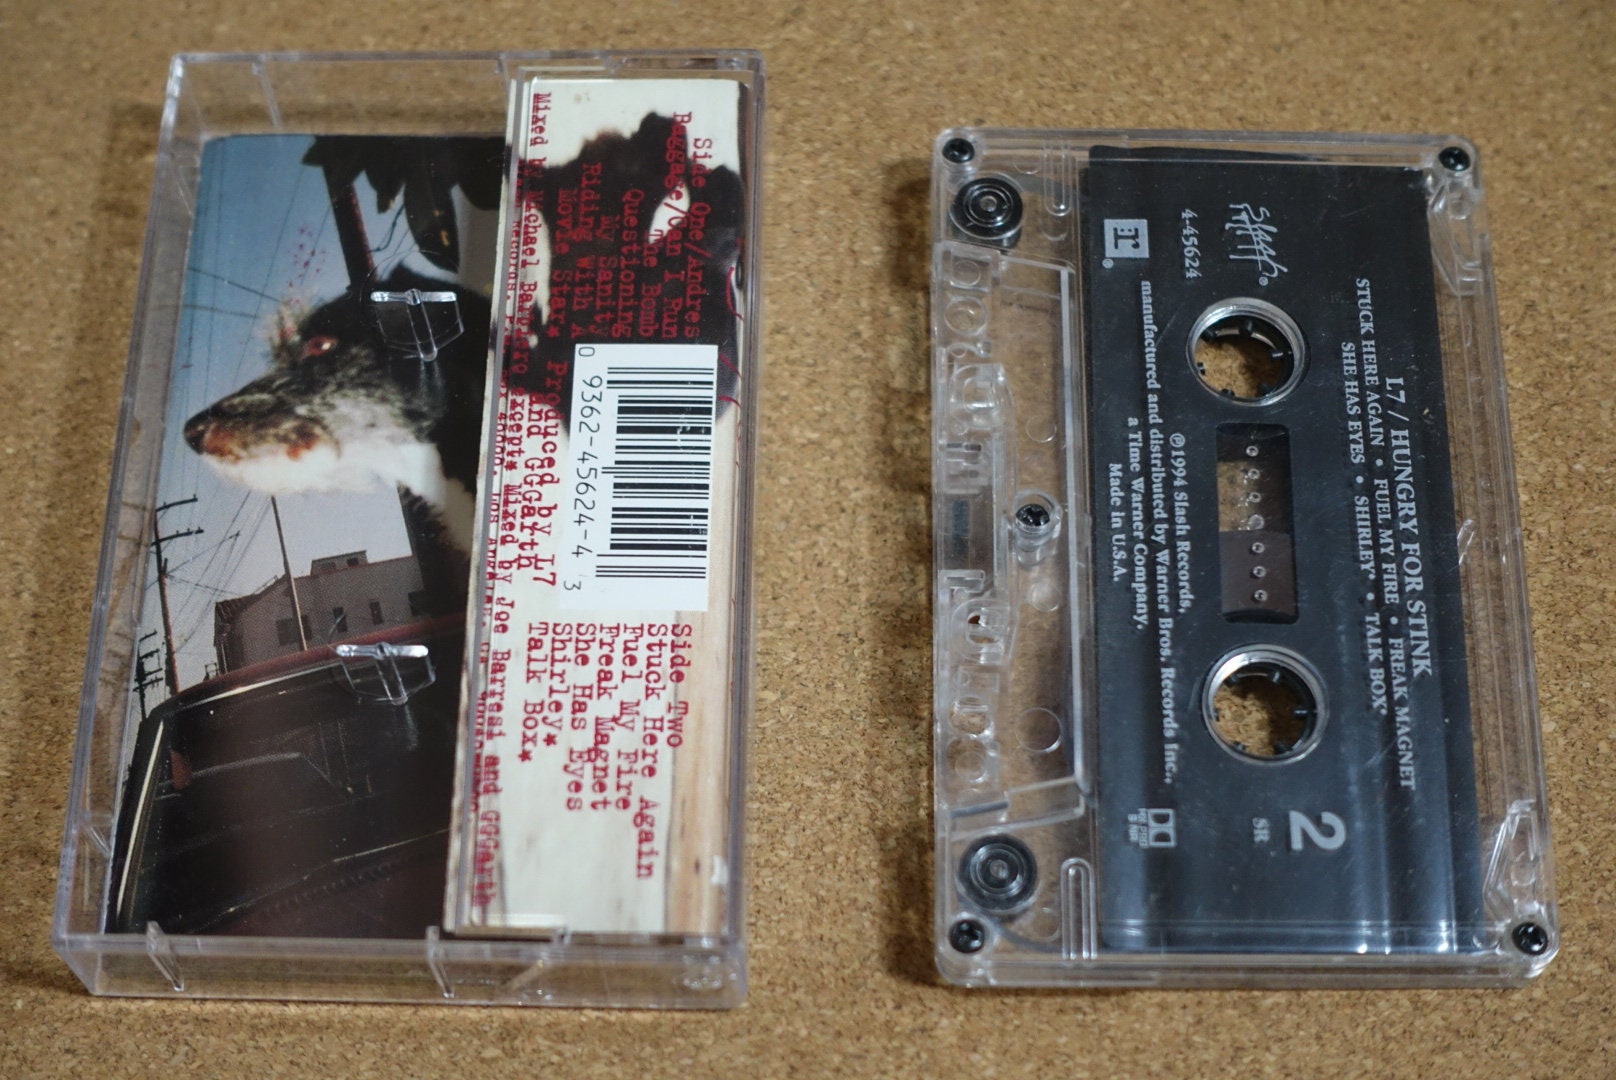 Side One/Andres
Baggage/Can I Run
The Bomb
Questioning
My Sanity
Riding With A
Movie Star* Produced by L7
and GGGarth
Mixed by Michael Barbiero except* Mixed by Joe Barresi and GGGarth
0 9362-45624-4 3
Side Two
Stuck Here Again
Fuel My Fire
Freak Magnet
She Has Eyes
Shirley*
Talk Box*
L7 / HUNGRY FOR STINK
STUCK HERE AGAIN • FUEL MY FIRE • FREAK MAGNET
SHE HAS EYES • SHIRLEY* • TALK BOX*
Slash®
4-45624
r®
2
SR
℗1994 Slash Records,
manufactured and distributed by Warner Bros. Records Inc.,
a Time Warner Company.
Made in U.S.A.
HX PRO
B NR